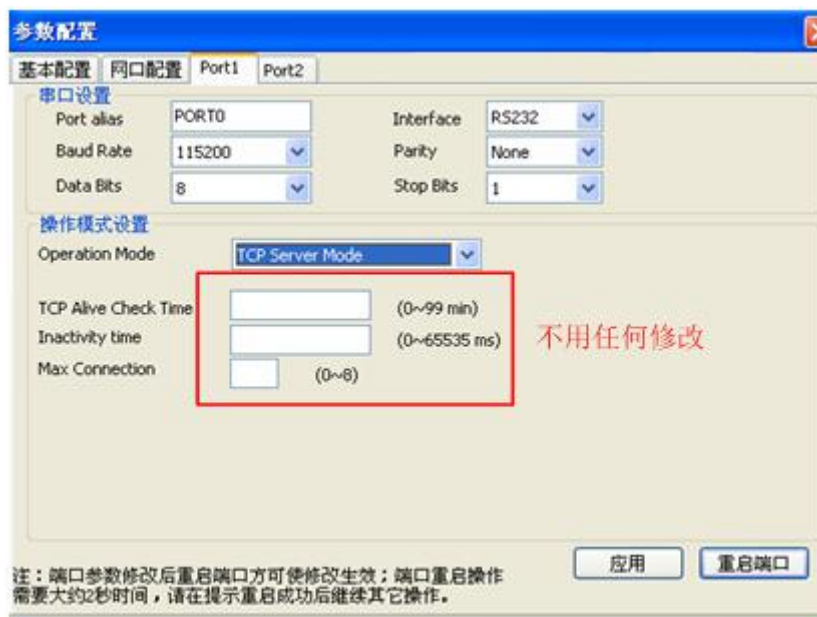 参数配置
基本配置 网口配置 Port1 Port2
串口设置
Port alias PORT0 Interface RS232
Baud Rate 115200 Parity None
Data Bits 8 Stop Bits 1
操作模式设置
Operation Mode TCP Server Mode
TCP Alive Check Time (0~99 min)
Inactivity time (0~65535 ms) 不用任何修改
Max Connection (0~8)
应用 重启端口
注：端口参数修改后重启端口方可使修改生效；端口重启操作
需要大约2秒时间，请在提示重启成功后继续其它操作。